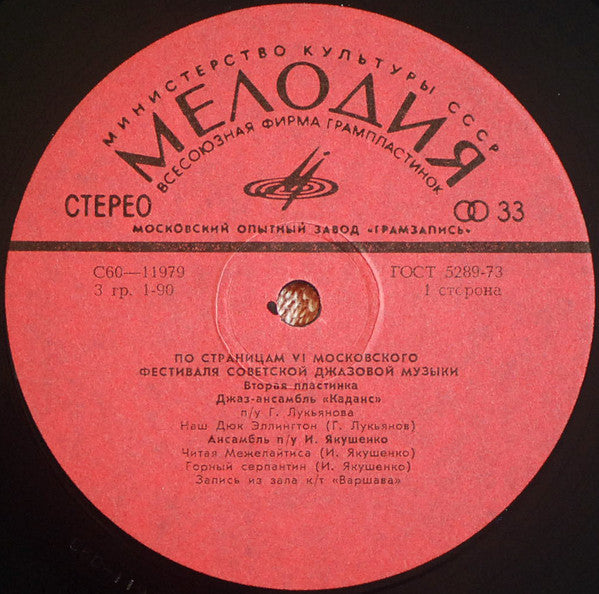 МИНИСТЕРСТВО КУЛЬТУРЫ СССР
МЕЛОДИЯ
ВСЕСОЮЗНАЯ ФИРМА ГРАМПЛАСТИНОК
СТЕРЕО 33
МОСКОВСКИЙ ОПЫТНЫЙ ЗАВОД «ГРАМЗАПИСЬ»
С60—11979 ГОСТ 5289-73
3 гр. 1-90 1 сторона
ПО СТРАНИЦАМ VI МОСКОВСКОГО
ФЕСТИВАЛЯ СОВЕТСКОЙ ДЖАЗОВОЙ МУЗЫКИ
Вторая пластинка
Джаз-ансамбль «Каданс»
п/у Г. Лукьянова
Наш Дюк Эллингтон (Г. Лукьянов)
Ансамбль п/у И. Якушенко
Читая Межелайтиса (И. Якушенко)
Горный серпантин (И. Якушенко)
Запись из зала к/т «Варшава»